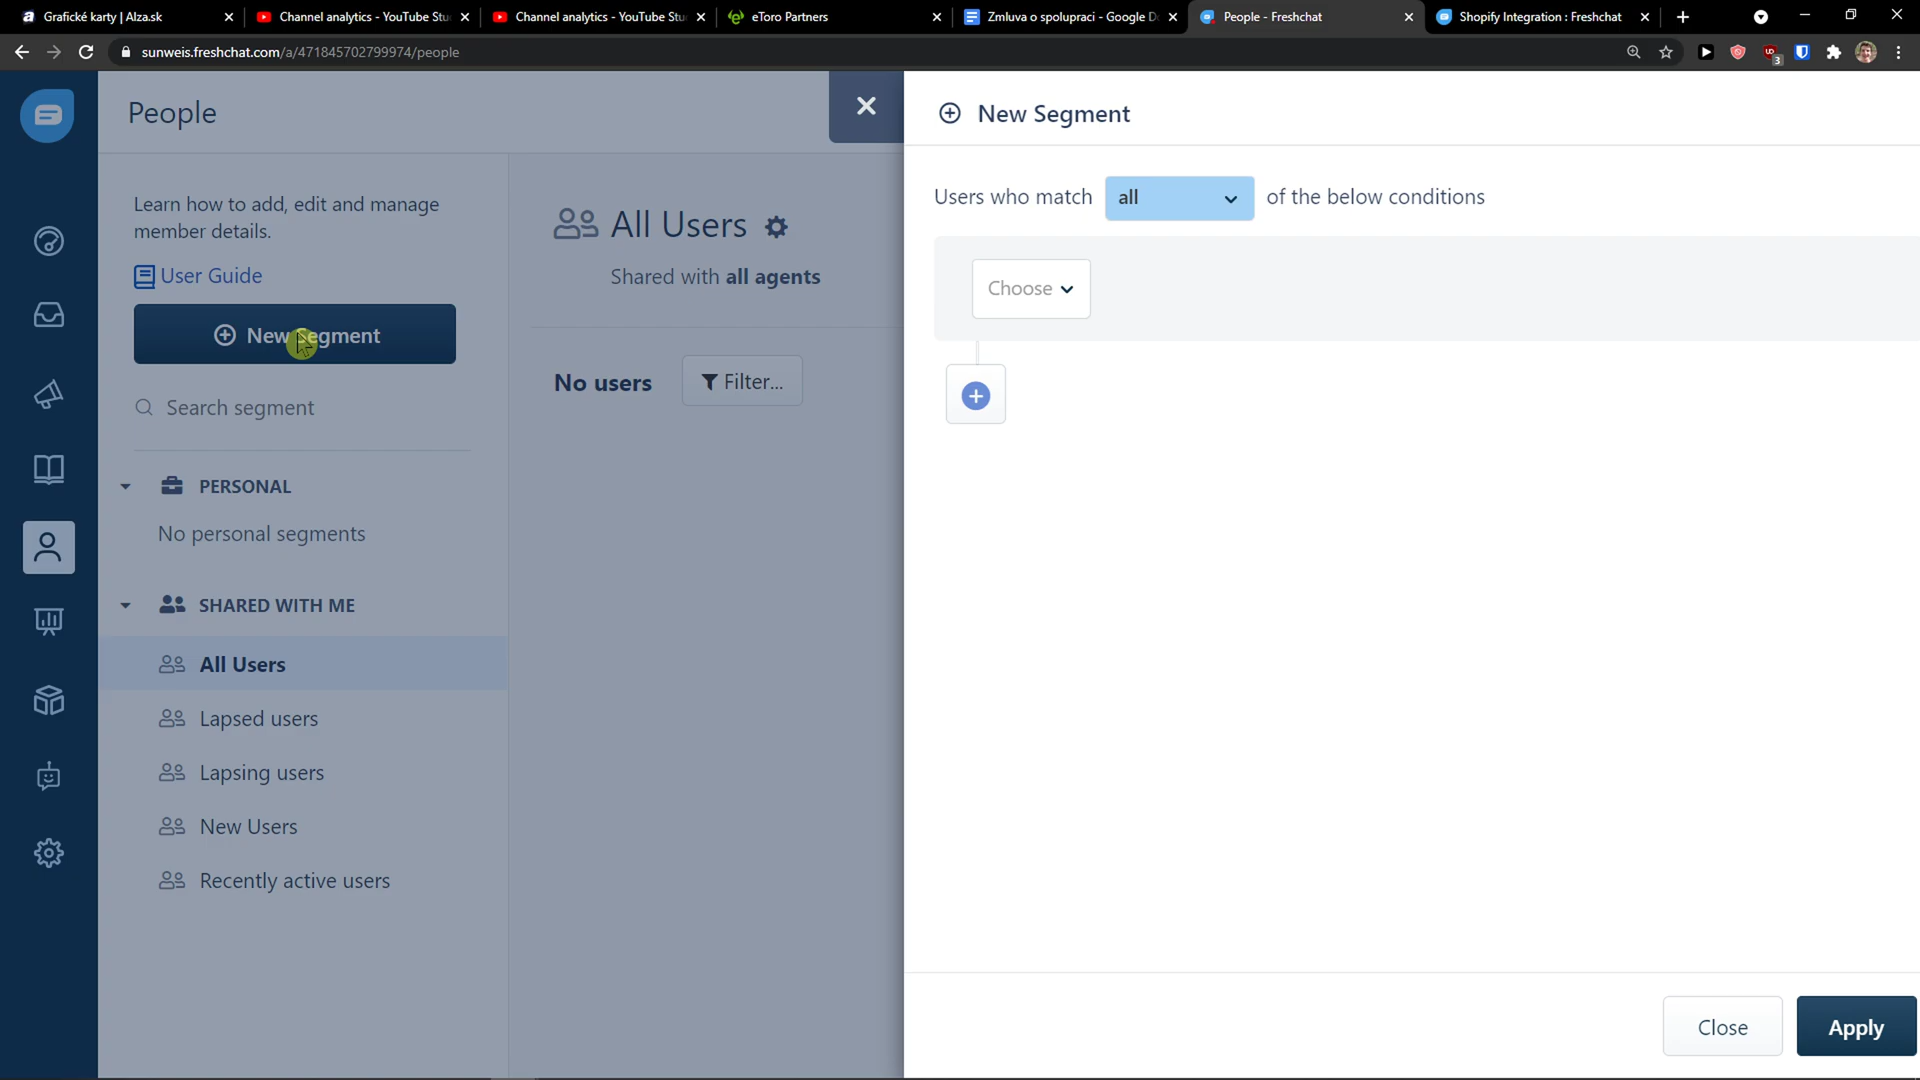 Grafické karty | Alza.sk
Channel analytics - YouTube Stu
Channel analytics - YouTube Stu
eToro Partners
Zmluva o spolupraci - Google D
People - Freshchat
Shopify Integration : Freshchat
sunweis.freshchat.com/a/471845702799974/people
3
People
New Segment
Learn how to add, edit and manage
member details.
User Guide
New Segment
Search segment
PERSONAL
No personal segments
SHARED WITH ME
All Users
Lapsed users
Lapsing users
New Users
Recently active users
All Users
Shared with all agents
No users
Filter...
Users who match all of the below conditions
Choose
Close
Apply